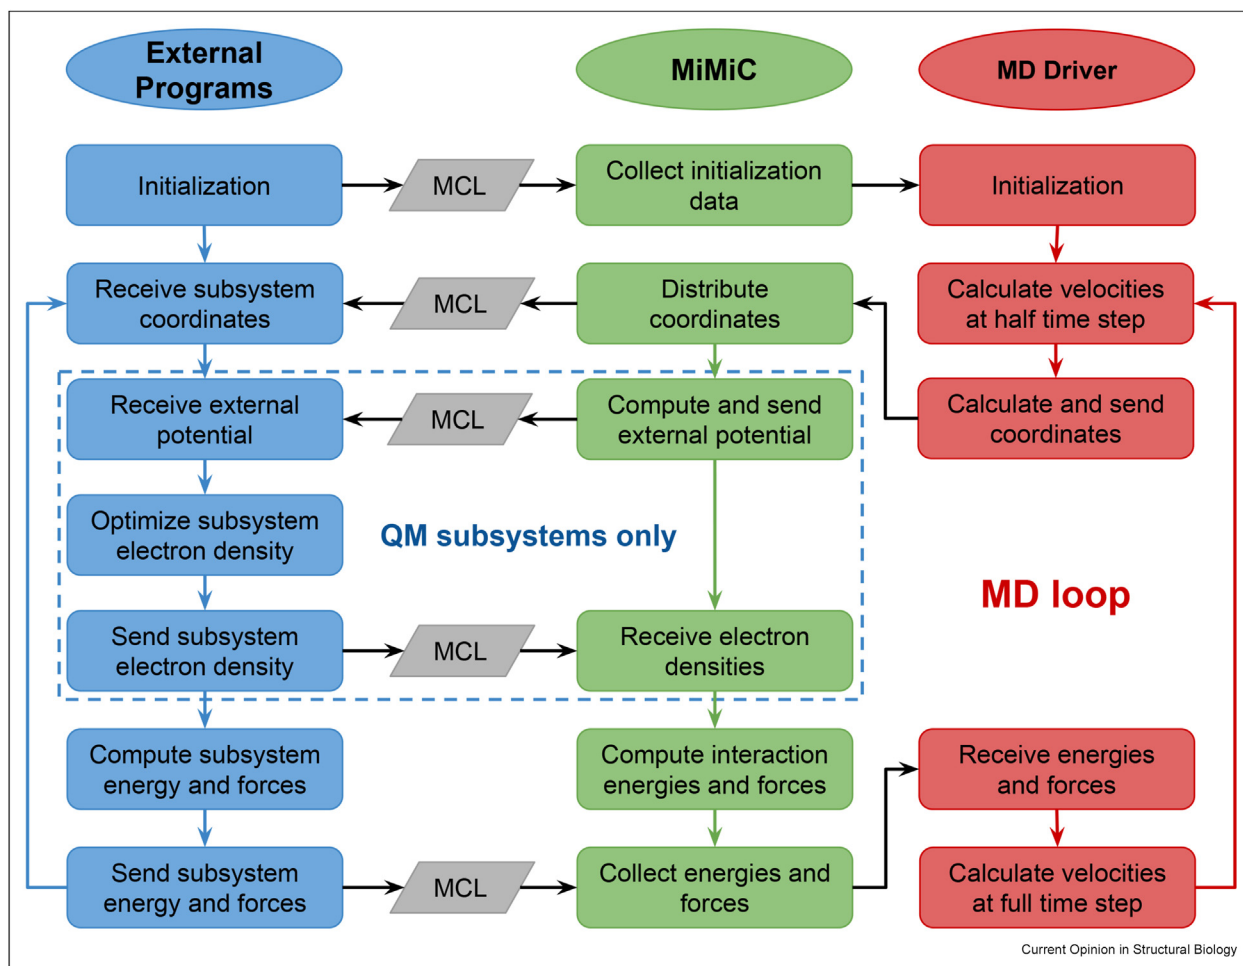 External
Programs
MiMiC
MD Driver
Initialization
MCL
Collect initialization
data
Initialization
Receive subsystem
coordinates
MCL
Distribute
coordinates
Calculate velocities
at half time step
Receive external
potential
MCL
Compute and send
external potential
Calculate and send
coordinates
Optimize subsystem
electron density
QM subsystems only
MD loop
Send subsystem
electron density
MCL
Receive electron
densities
Compute subsystem
energy and forces
Compute interaction
energies and forces
Receive energies
and forces
Send subsystem
energy and forces
MCL
Collect energies and
forces
Calculate velocities
at full time step
Current Opinion in Structural Biology